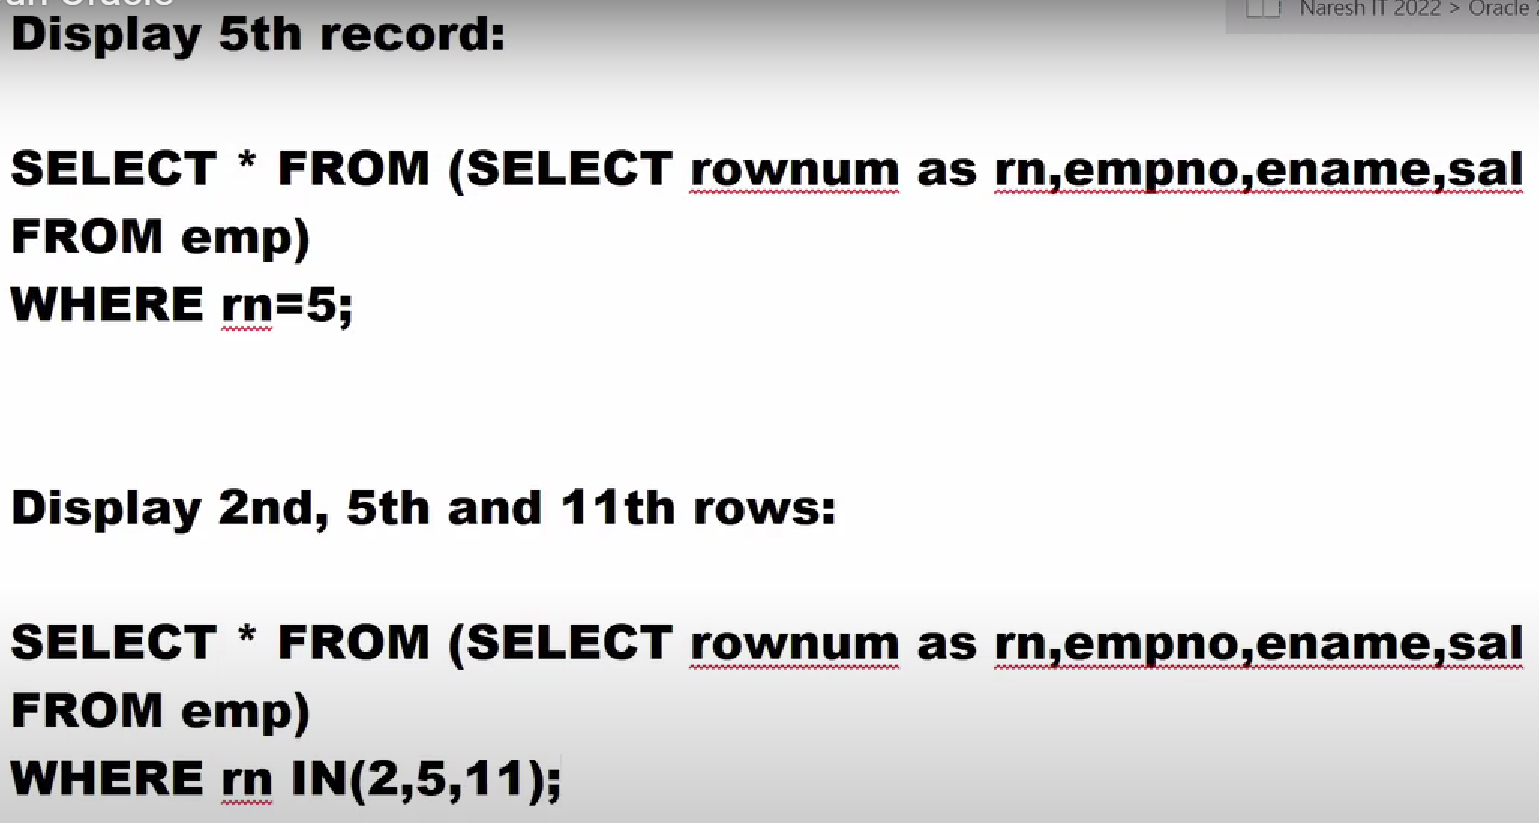 Naresh IT 2022 > Oracle
Display 5th record:
SELECT * FROM (SELECT rownum as rn,empno,ename,sal
FROM emp)
WHERE rn=5;
Display 2nd, 5th and 11th rows:
SELECT * FROM (SELECT rownum as rn,empno,ename,sal
FROM emp)
WHERE rn IN(2,5,11);